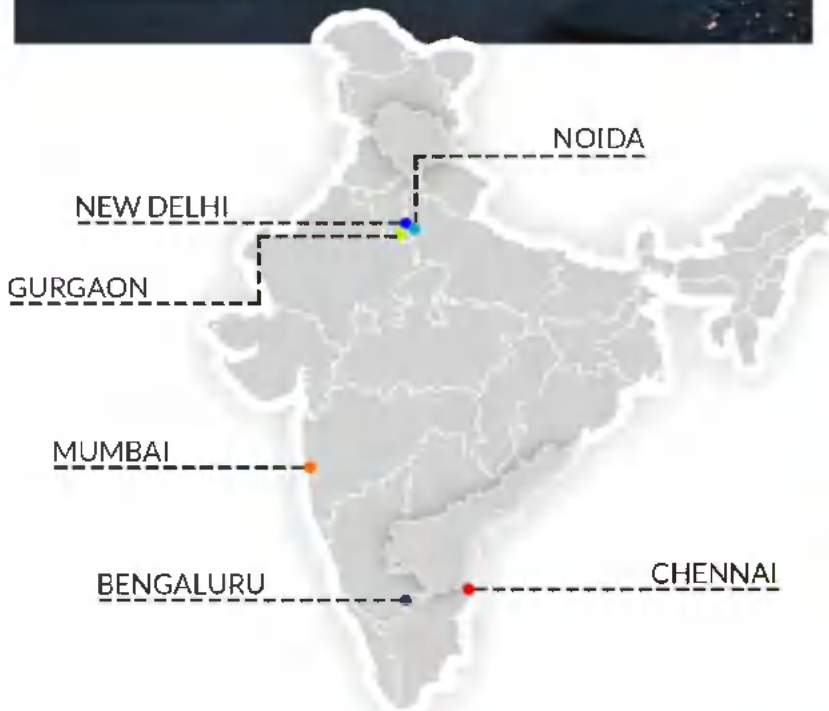 NOIDA
NEW DELHI
GURGAON
MUMBAI
BENGALURU
CHENNAI